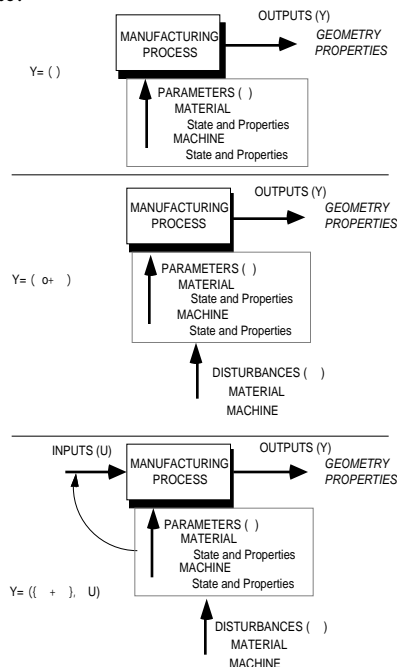 OUTPUTS (Y)
MANUFACTURING
PROCESS
GEOMETRY
PROPERTIES
Y= ( )
PARAMETERS ( )
MATERIAL
State and Properties
MACHINE
State and Properties
OUTPUTS (Y)
MANUFACTURING
PROCESS
GEOMETRY
PROPERTIES
Y= ( o+ )
PARAMETERS ( )
MATERIAL
State and Properties
MACHINE
State and Properties
DISTURBANCES ( )
MATERIAL
MACHINE
INPUTS (U)
OUTPUTS (Y)
MANUFACTURING
PROCESS
GEOMETRY
PROPERTIES
PARAMETERS ( )
MATERIAL
State and Properties
MACHINE
State and Properties
Y= ({ + }, U)
DISTURBANCES ( )
MATERIAL
MACHINE